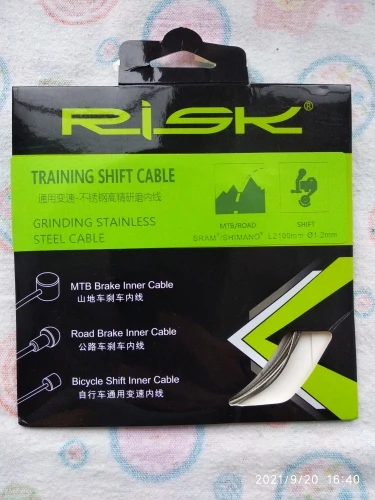 RiSK®
TRAINING SHIFT CABLE
通用变速-不锈钢高精研磨内线
GRINDING STAINLESS
STEEL CABLE
MTB/ROAD
SHIFT
SRAM® SHIMANO® L2100mm Ø1.2mm
MTB Brake Inner Cable
山地车刹车内线
Road Brake Inner Cable
公路车刹车内线
Bicycle Shift Inner Cable
自行车通用变速内线
2021/9/20 16:40